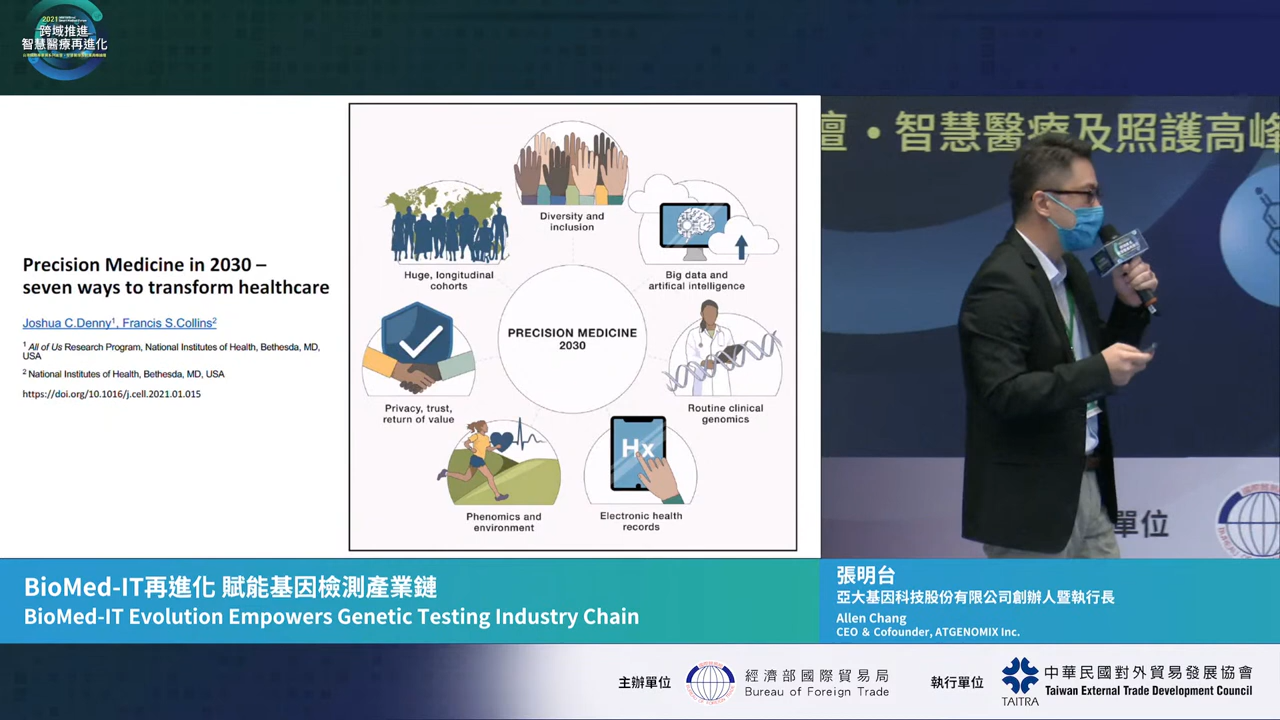 2021
跨域推進
智慧醫療再進化
Precision Medicine in 2030 –
seven ways to transform healthcare
Joshua C.Denny1, Francis S.Collins2
1 All of Us Research Program, National Institutes of Health, Bethesda, MD,
USA
2 National Institutes of Health, Bethesda, MD, USA
https://doi.org/10.1016/j.cell.2021.01.015
Diversity and
inclusion
Huge, longitudinal
cohorts
Big data and
artifical intelligence
PRECISION MEDICINE
2030
Privacy, trust,
return of value
Routine clinical
genomics
Hx
Phenomics and
environment
Electronic health
records
壇・智慧醫療及照護高峰
單位
BioMed-IT再進化 賦能基因檢測產業鏈
BioMed-IT Evolution Empowers Genetic Testing Industry Chain
張明台
亞大基因科技股份有限公司創辦人暨執行長
Allen Chang
CEO & Cofounder, ATGENOMIX Inc.
主辦單位
經濟部國際貿易局
Bureau of Foreign Trade
執行單位
TAITRA
中華民國對外貿易發展協會
Taiwan External Trade Development Council